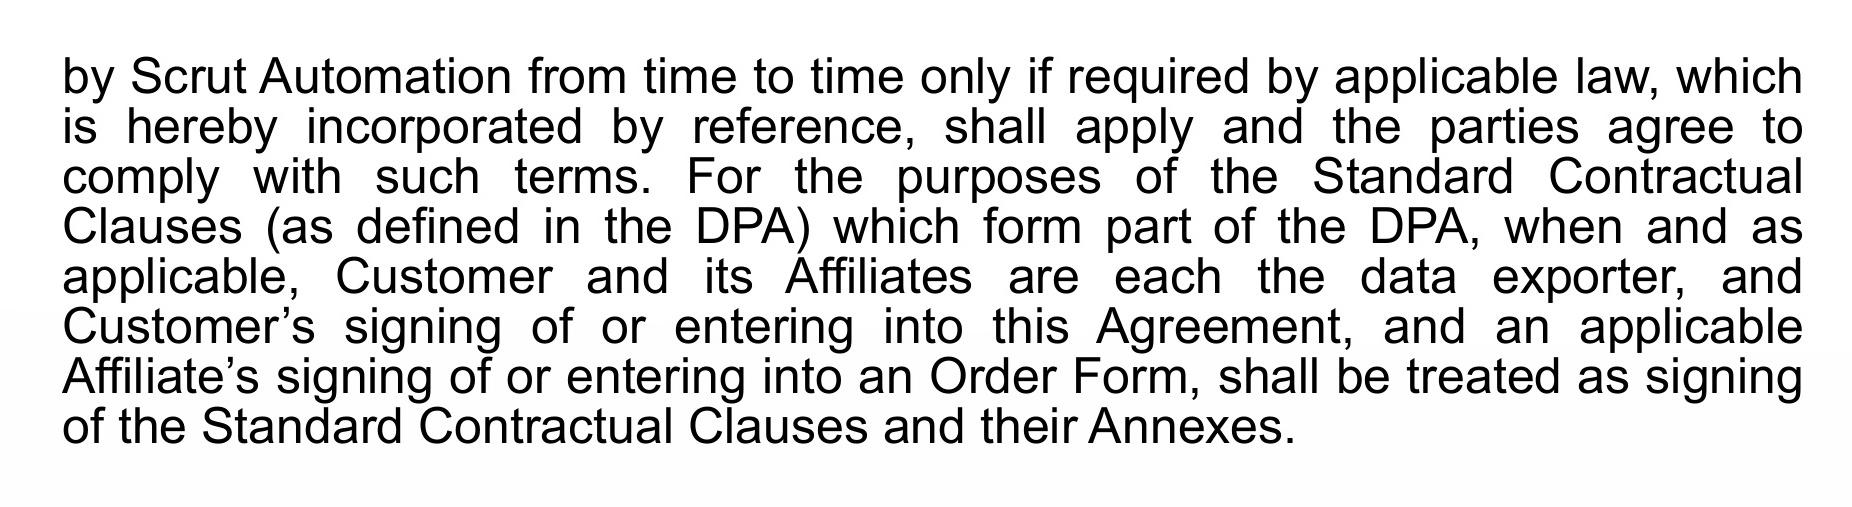 by Scrut Automation from time to time only if required by applicable law, which
is hereby incorporated by reference, shall apply and the parties agree to
comply with such terms. For the purposes of the Standard Contractual
Clauses (as defined in the DPA) which form part of the DPA, when and as
applicable, Customer and its Affiliates are each the data exporter, and
Customer’s signing of or entering into this Agreement, and an applicable
Affiliate’s signing of or entering into an Order Form, shall be treated as signing
of the Standard Contractual Clauses and their Annexes.